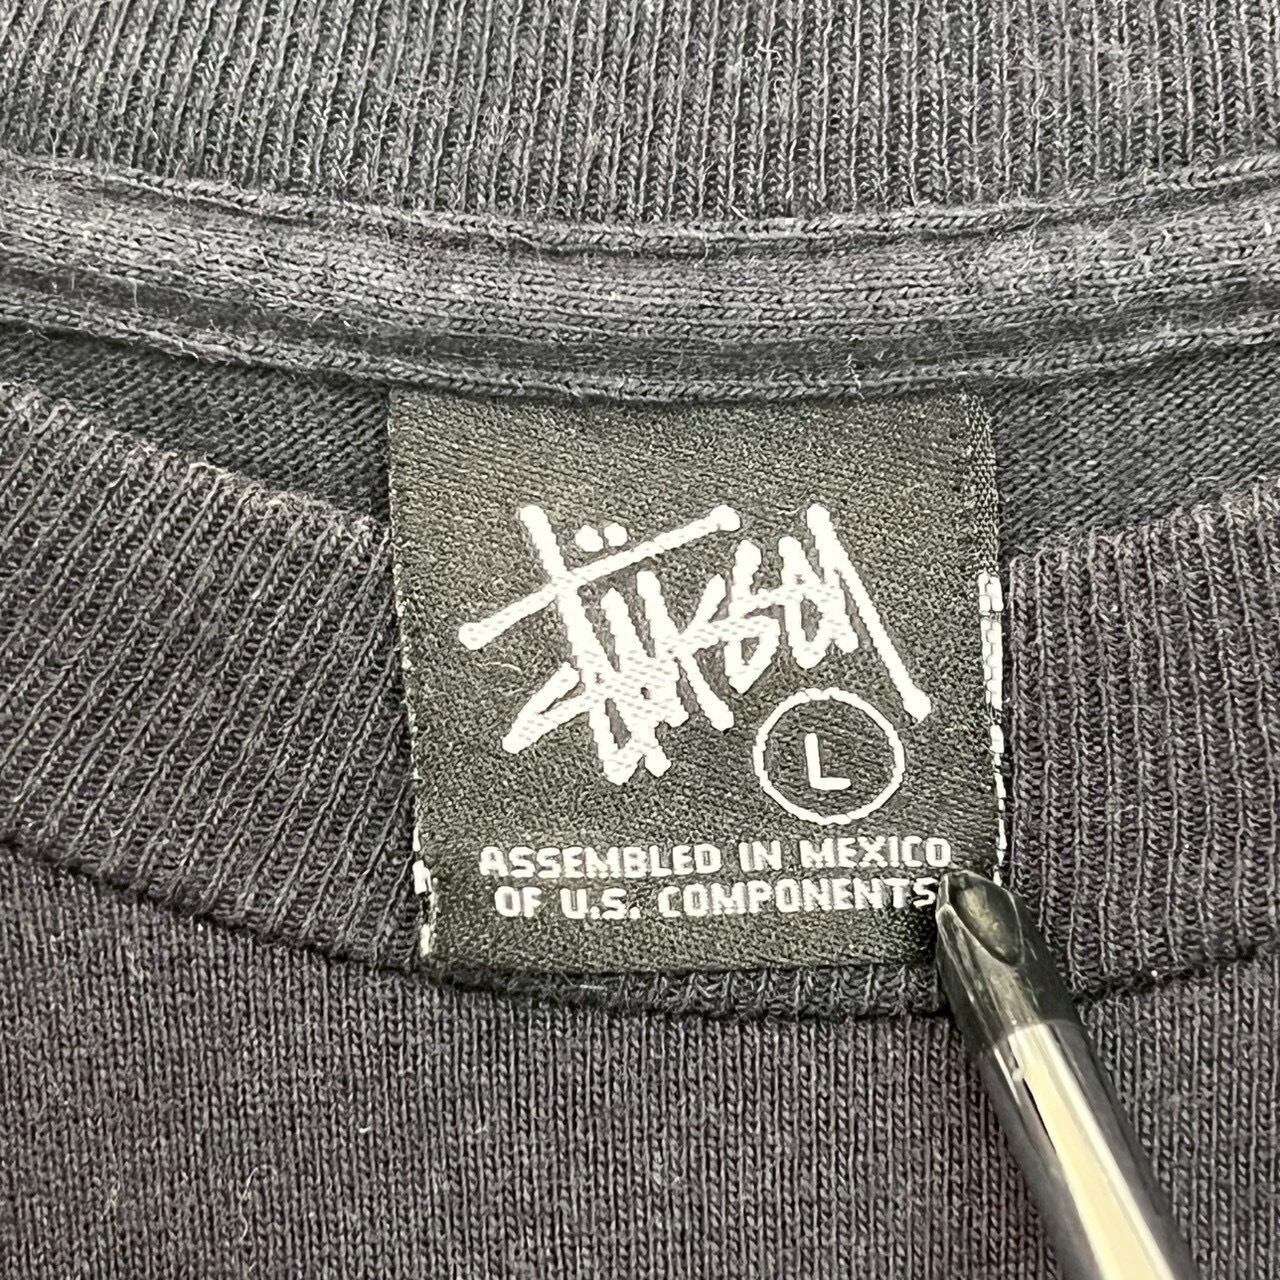 Stüssy
L
ASSEMBLED IN MEXICO
OF U.S. COMPONENTS